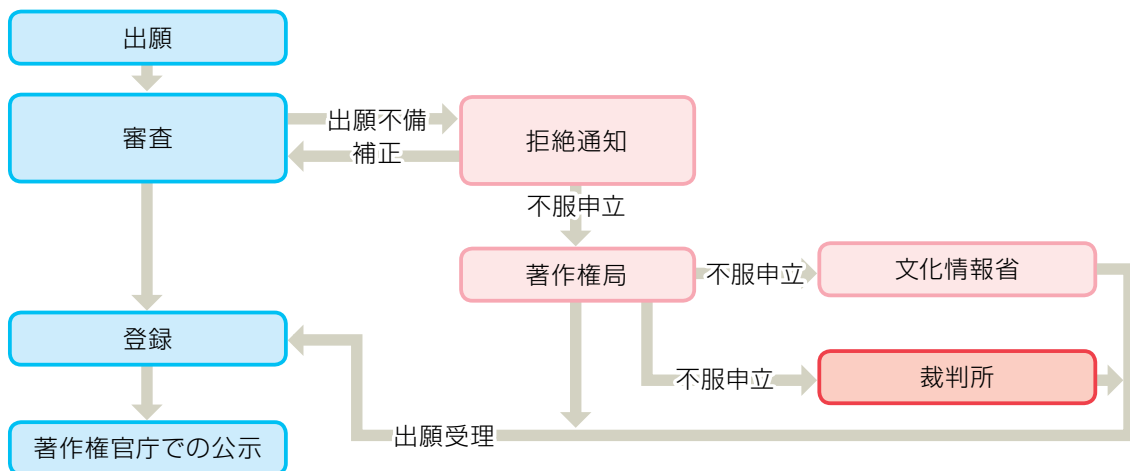 出願
審査
出願不備
補正
拒絶通知
不服申立
著作権局
不服申立
文化情報省
登録
不服申立
裁判所
出願受理
著作権官庁での公示